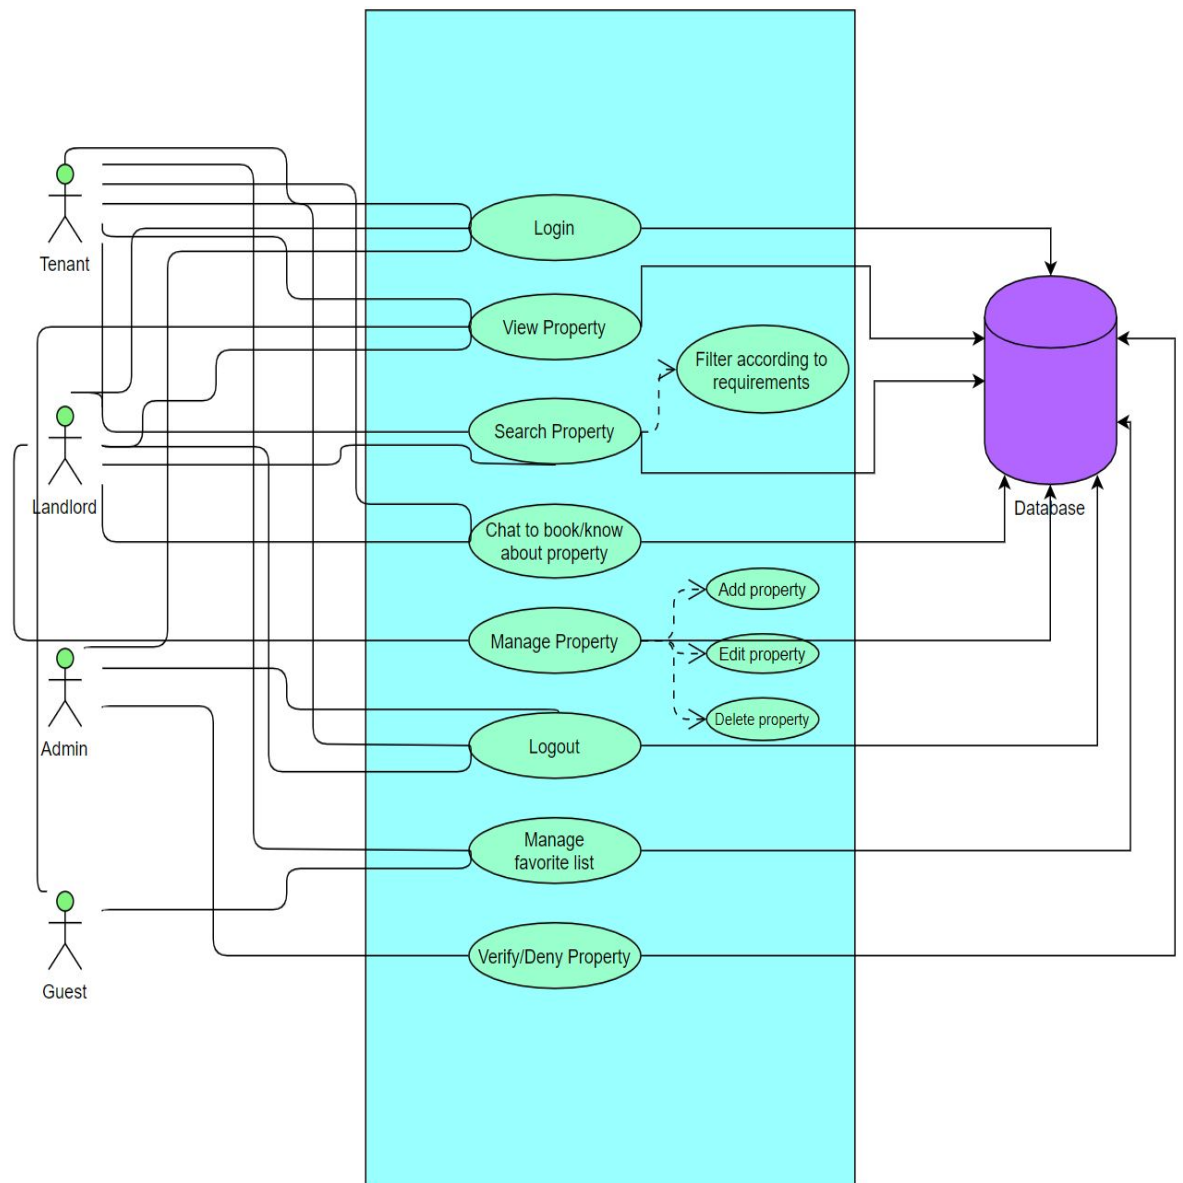 Tenant
Login
View Property
Filter according to
requirements
Search Property
Landlord
Database
Chat to book/know
about property
Add property
Manage Property
Edit property
Delete property
Admin
Logout
Manage
favorite list
Verify/Deny Property
Guest